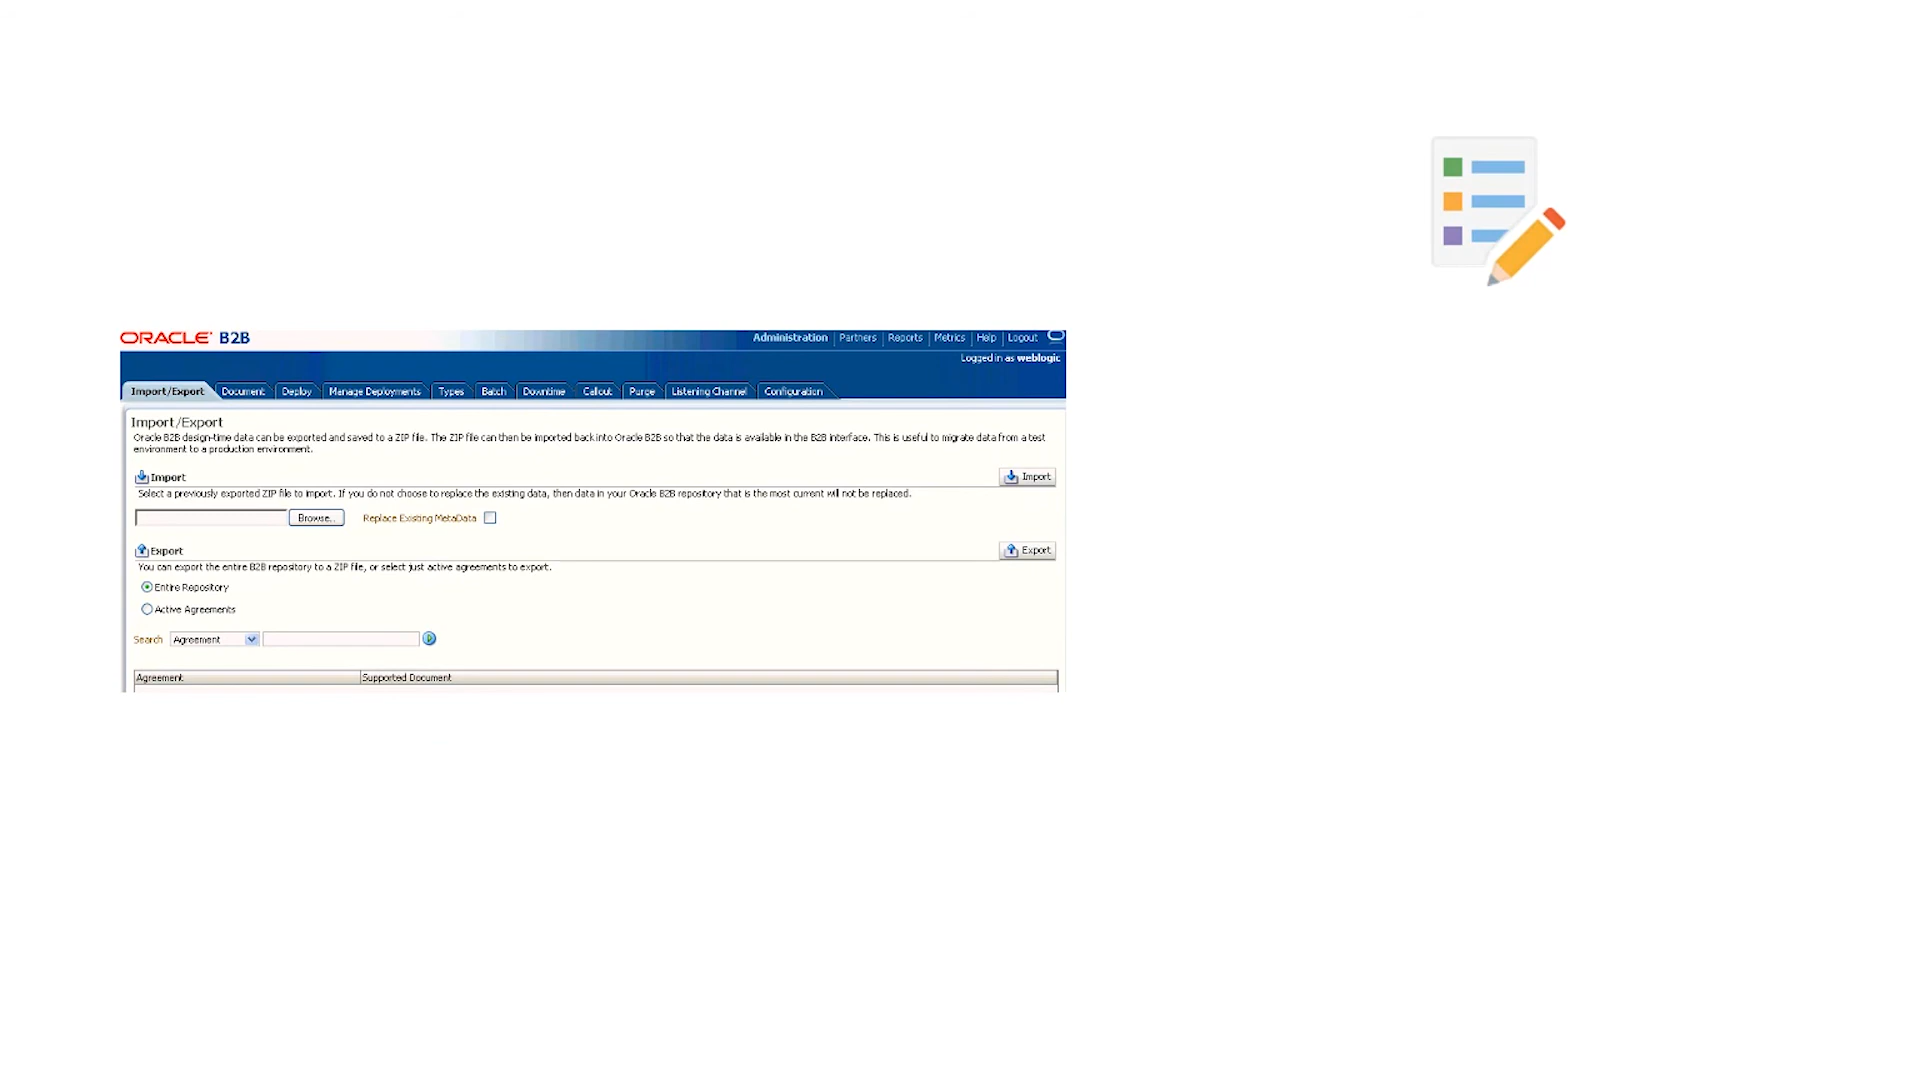 ORACLE B2B
Administration Partners Reports Metrics Help Logout
Logged in as weblogic
Import/Export Document Deploy Manage Deployments Types Batch Downtime Callout Purge Listening Channel Configuration
Import/Export
Oracle B2B design-time data can be exported and saved to a ZIP file. The ZIP file can then be imported back into Oracle B2B so that the data is available in the B2B interface. This is useful to migrate data from a test
environment to a production environment.
Import Import
Select a previously exported ZIP file to import. If you do not choose to replace the existing data, then data in your Oracle B2B repository that is the most current will not be replaced.
Browse... Replace Existing MetaData
Export Export
You can export the entire B2B repository to a ZIP file, or select just active agreements to export.
Entire Repository
Active Agreements
Search Agreement
Agreement Supported Document